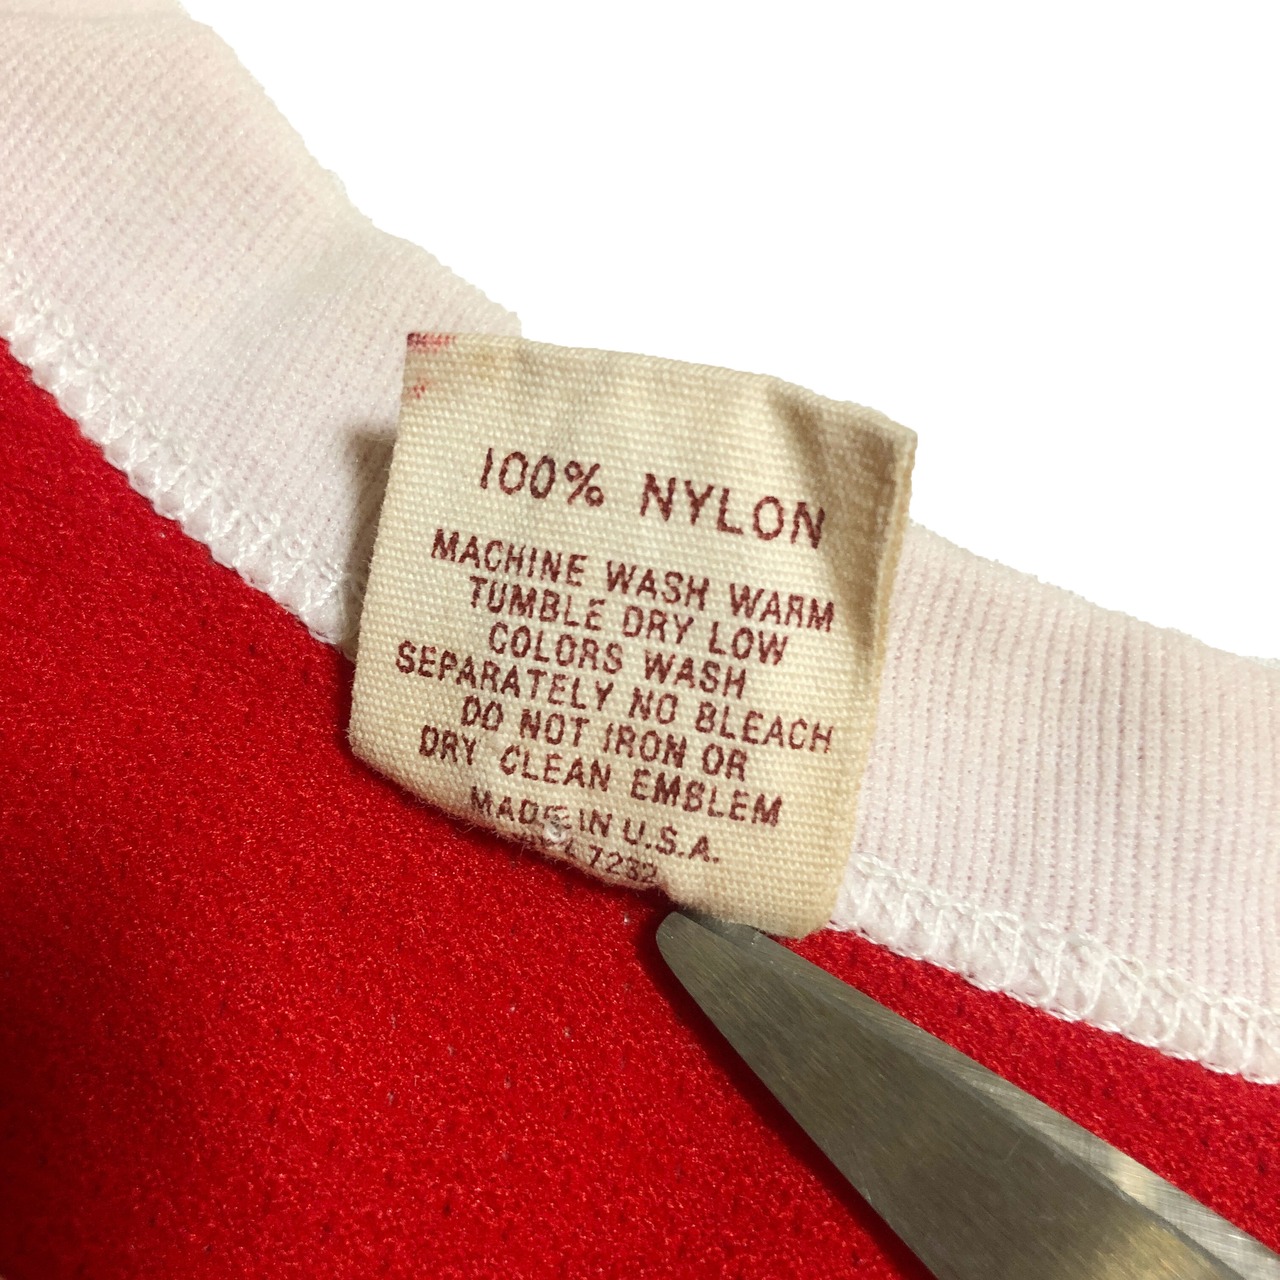 100% NYLON
MACHINE WASH WARM
TUMBLE DRY LOW
COLORS WASH
SEPARATELY NO BLEACH
DO NOT IRON OR
DRY CLEAN EMBLEM
MADE IN U.S.A.
7232